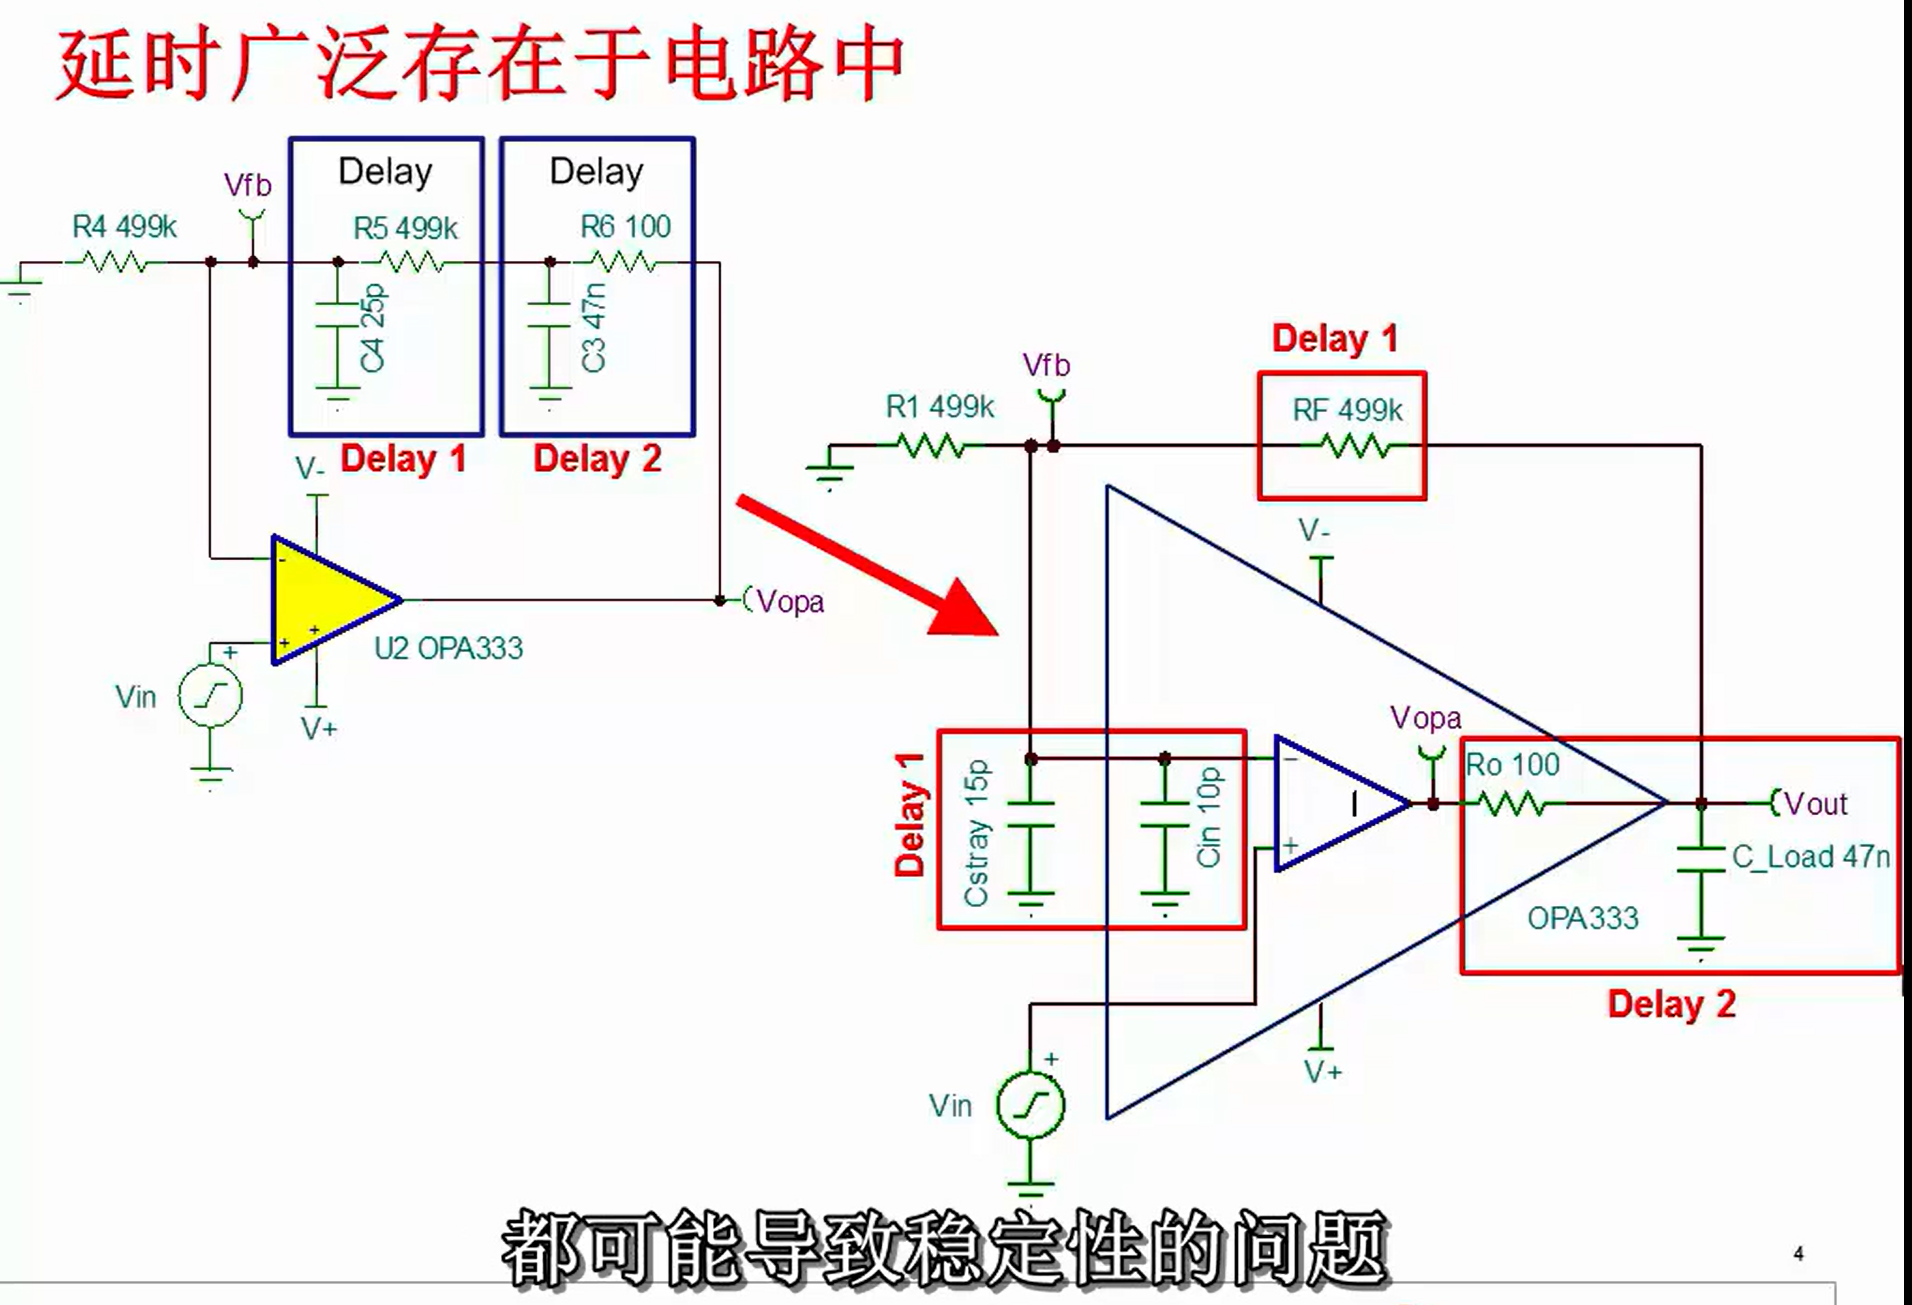 延时广泛存在于电路中
Delay
Delay
Vfb
R4 499k
R5 499k
R6 100
C4 25p
C3 47n
Delay 1
Delay 2
V-
-
+
+
+
U2 OPA333
Vopa
Vin
V+
Delay 1
Vfb
R1 499k
RF 499k
V-
Vopa
Delay 1
Cstray 15p
Cin 10p
-
+
Ro 100
Vout
C_Load 47n
OPA333
Delay 2
V+
+
Vin
都可能导致稳定性的问题
4